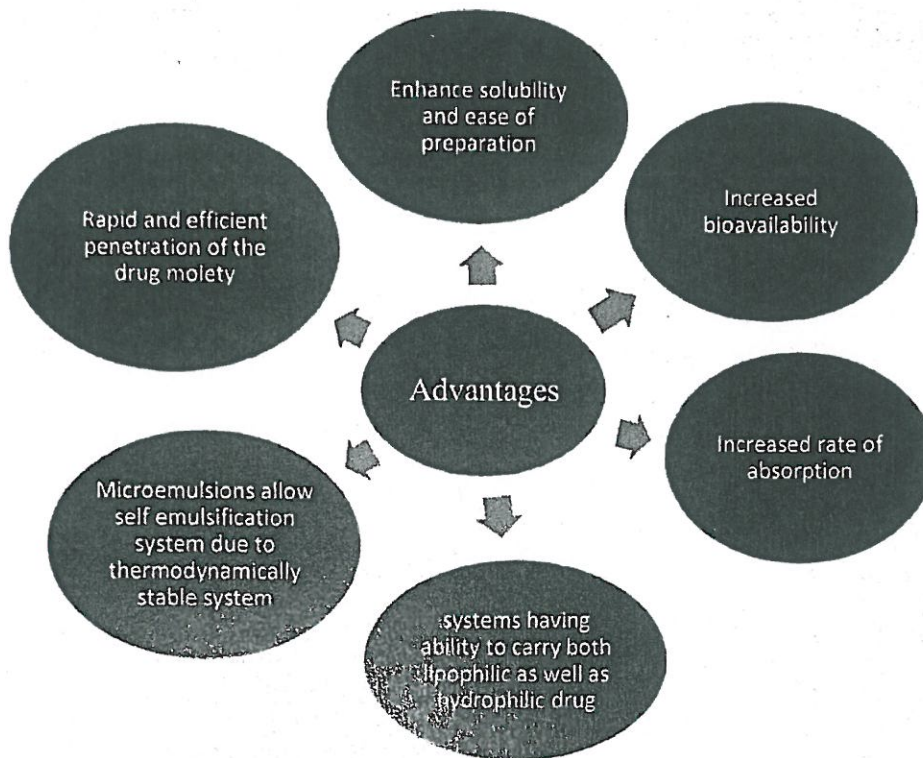 Enhance solubility
and ease of
preparation
Increased
bioavailability
Increased rate of
absorption
systems having
ability to carry both
lipophilic as well as
hydrophilic drug
Microemulsions allow
self emulsification
system due to
thermodynamically
stable system
Rapid and efficient
penetration of the
drug moiety
Advantages